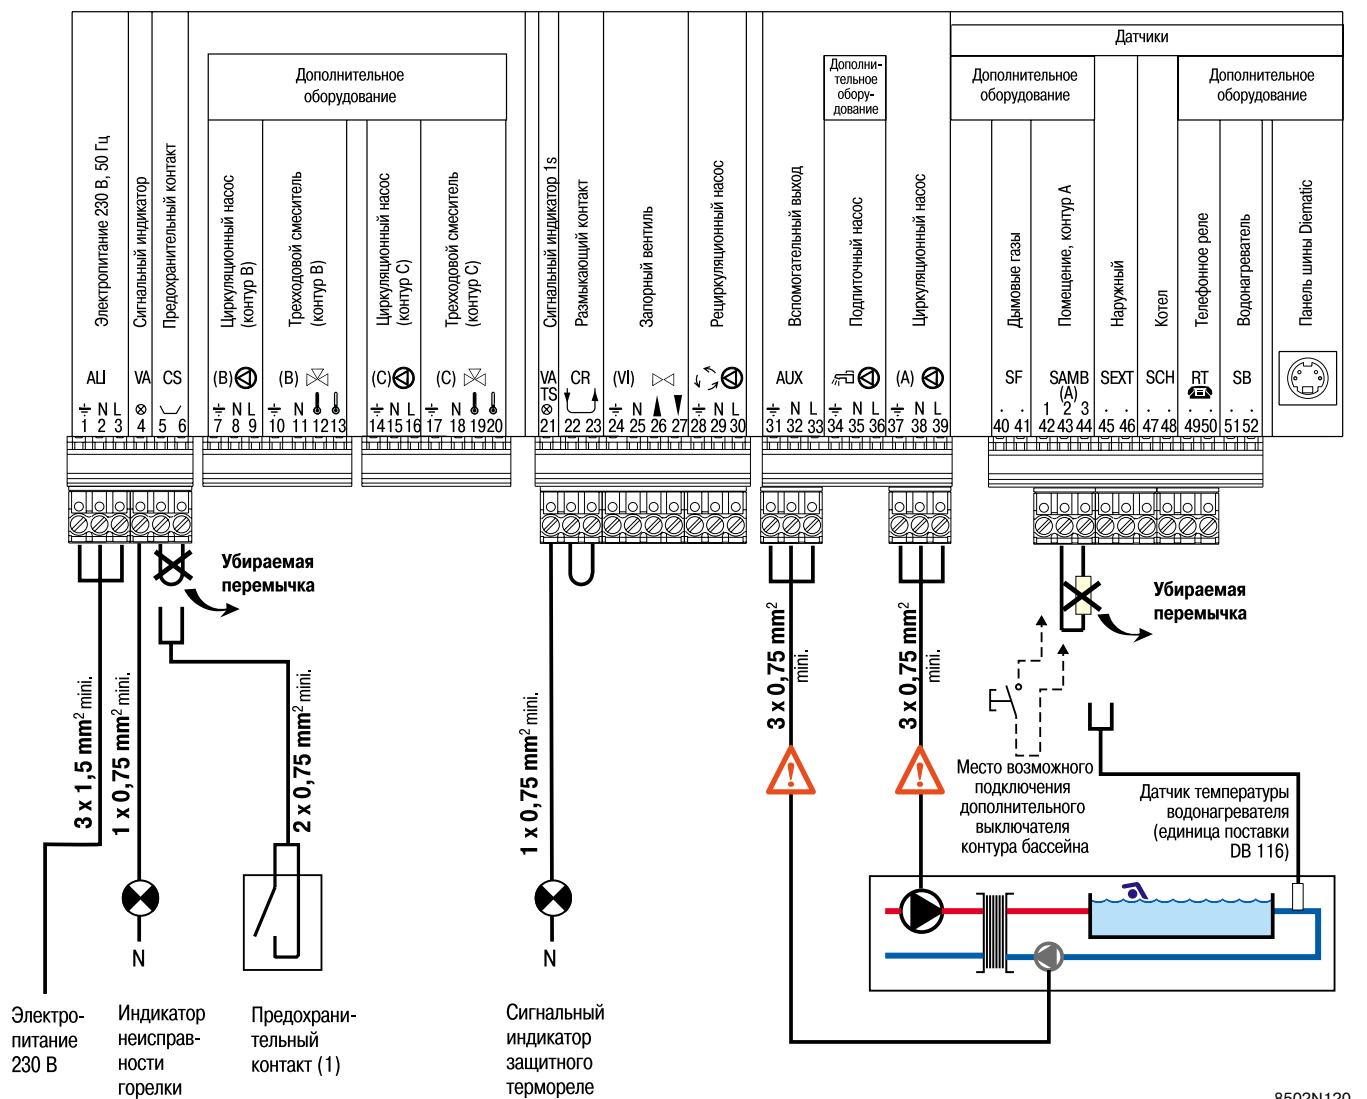 Датчики
Дополнительное
оборудование
Дополни-
тельное
обору-
дование
Дополнительное
оборудование
Дополнительное
оборудование
Электропитание 230 В, 50 Гц
Сигнальный индикатор
Предохранительный контакт
Циркуляционный насос
(контур В)
Трехходовой смеситель
(контур В)
Циркуляционный насос
(контур С)
Трехходовой смеситель
(контур С)
Сигнальный индикатор 1s
Размыкающий контакт
Запорный вентиль
Рециркуляционный насос
Вспомогательный выход
Подпиточный насос
Циркуляционный насос
Дымовые газы
Помещение, контур А
Наружный
Котел
Телефонное реле
Водонагреватель
Панель шины Diematic
ALI VA CS (B) (B) (C) (C) VA TS CR (VI) AUX (A) SF SAMB (A) SEXT SCH RT SB
N L N L N N L N N N L N L N L N L 1 2 3
1 2 3 4 5 6 7 8 9 10 11 12 13 14 15 16 17 18 19 20 21 22 23 24 25 26 27 28 29 30 31 32 33 34 35 36 37 38 39 40 41 42 43 44 45 46 47 48 49 50 51 52
Убираемая
перемычка
Убираемая
перемычка
3 x 1,5 mm² mini.
1 x 0,75 mm² mini.
2 x 0,75 mm² mini.
1 x 0,75 mm² mini.
3 x 0,75 mm² mini.
3 x 0,75 mm² mini.
Место возможного
подключения
дополнительного
выключателя
контура бассейна
Датчик температуры
водонагревателя
(единица поставки
DB 116)
N
N
Электро-
питание
230 В
Индикатор
неисправ-
ности
горелки
Предохрани-
тельный
контакт (1)
Сигнальный
индикатор
защитного
термореле
8502N120